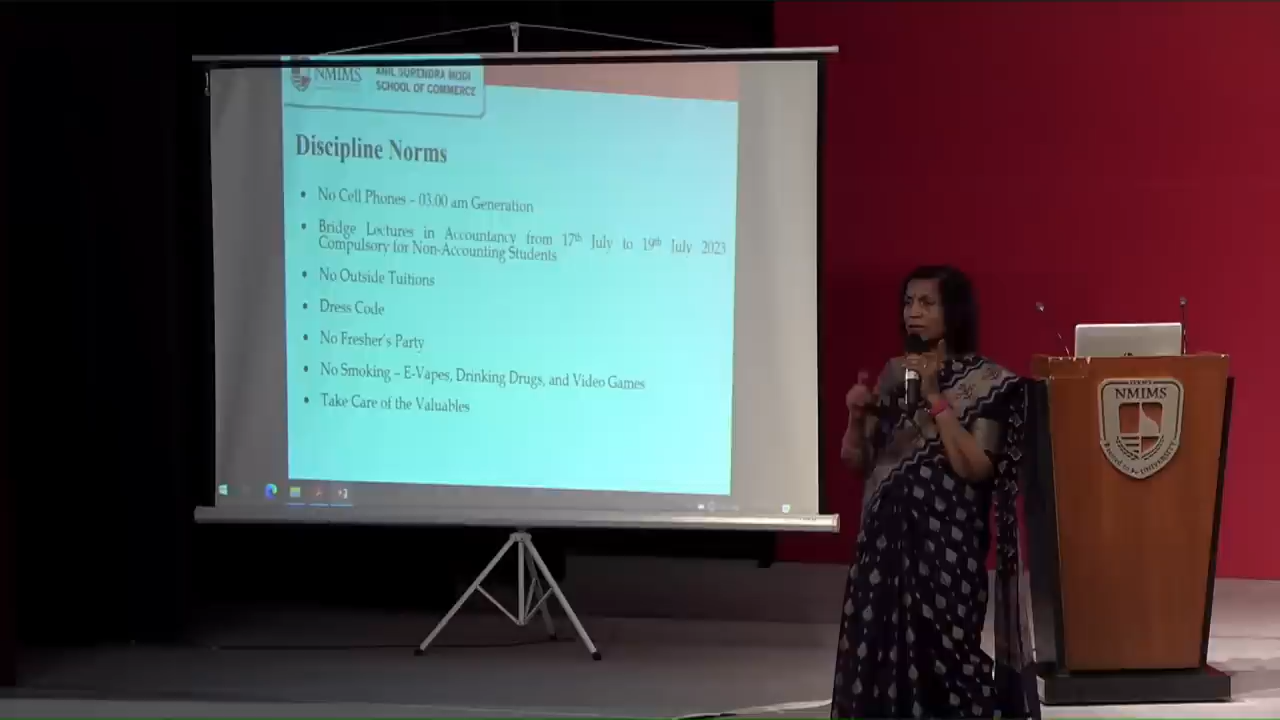 NMIMS
ANIL SURENDRA MODI
SCHOOL OF COMMERCE
Discipline Norms
• No Cell Phones – 03.00 am Generation
• Bridge Lectures in Accountancy from 17th July to 19th July 2023
Compulsory for Non-Accounting Students
• No Outside Tuitions
• Dress Code
• No Fresher's Party
• No Smoking – E-Vapes, Drinking Drugs, and Video Games
• Take Care of the Valuables
NMIMS
UNIVERSITY